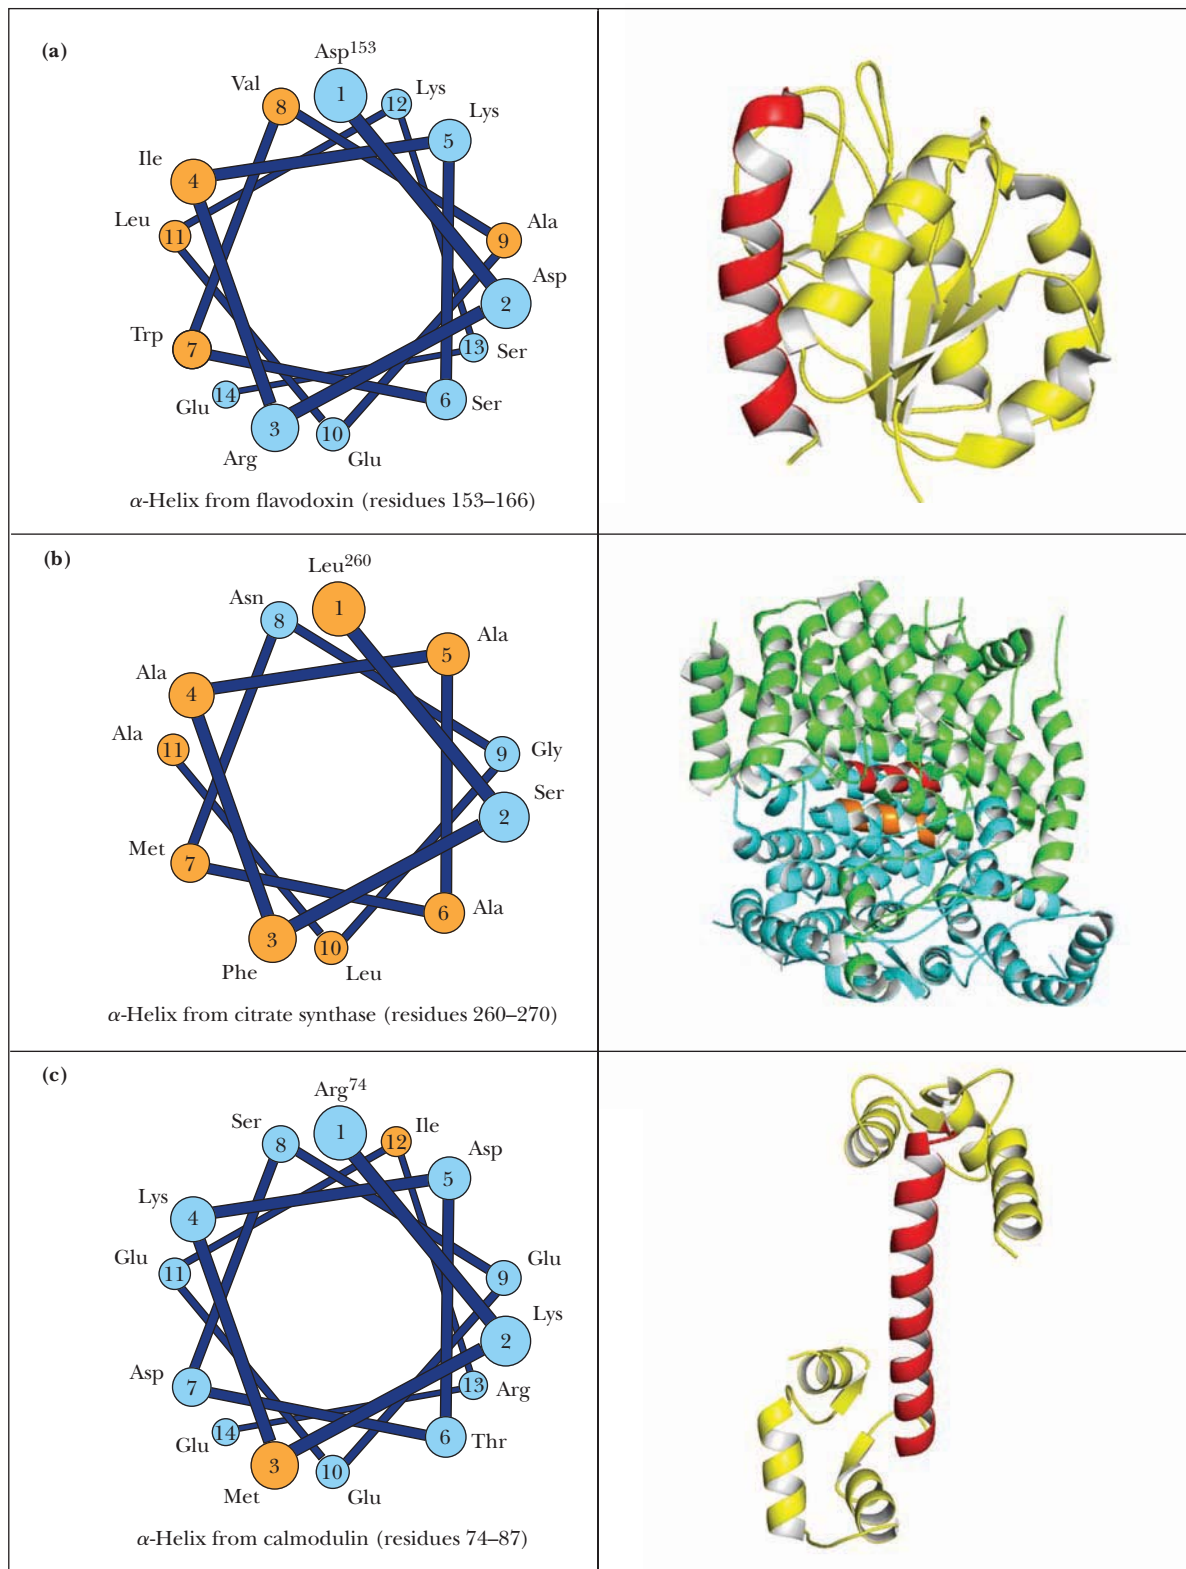 (a)
Asp153
Val
Lys
8
1
12
Lys
5
Ile
4
Leu
11
Ala
9
Asp
2
Trp
7
13
Ser
14
Glu
6
Ser
3
10
Arg
Glu
α-Helix from flavodoxin (residues 153–166)
(b)
Leu260
Asn
8
1
Ala
5
Ala
4
Ala
11
9
Gly
Ser
2
Met
7
6
Ala
3
10
Phe
Leu
α-Helix from citrate synthase (residues 260–270)
(c)
Arg74
Ser
Ile
8
1
12
Asp
5
Lys
4
Glu
11
Glu
9
Lys
2
Asp
7
13
Arg
14
Glu
6
Thr
3
10
Met
Glu
α-Helix from calmodulin (residues 74–87)